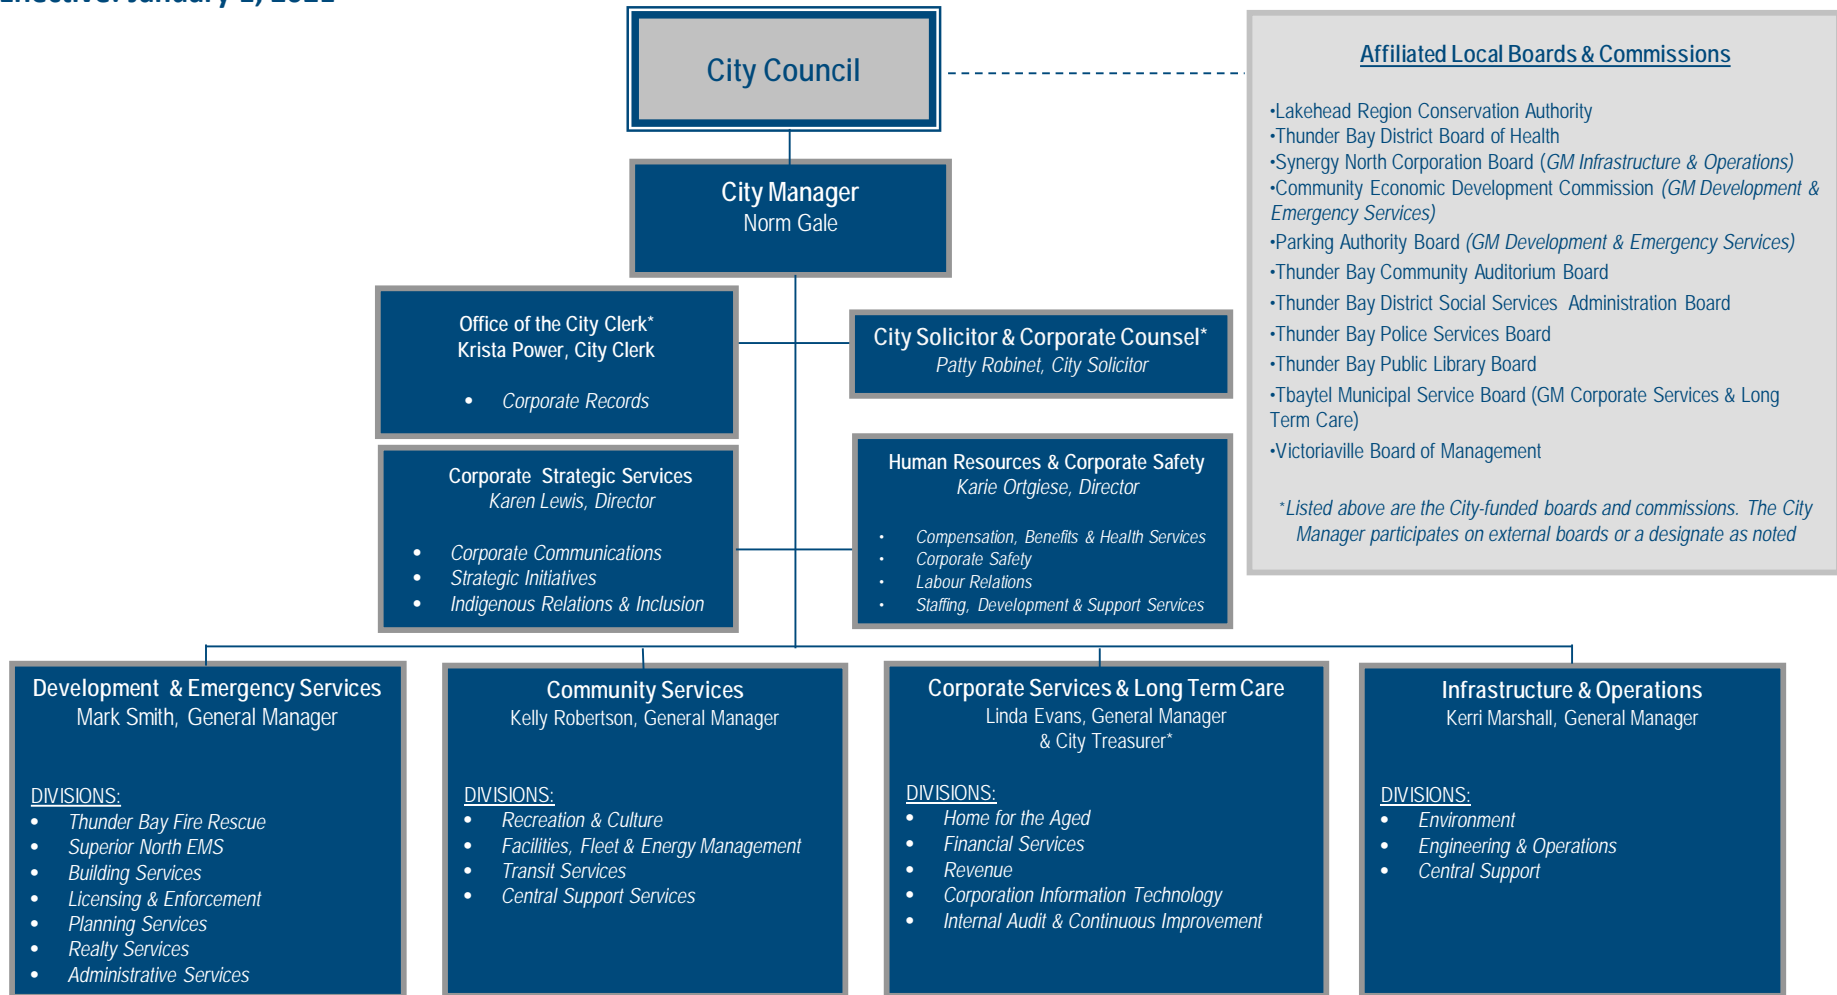 City Council
City Manager
Norm Gale
Office of the City Clerk*
Krista Power, City Clerk
• Corporate Records
City Solicitor & Corporate Counsel*
Patty Robinet, City Solicitor
Corporate Strategic Services
Karen Lewis, Director
• Corporate Communications
• Strategic Initiatives
• Indigenous Relations & Inclusion
Human Resources & Corporate Safety
Karie Ortgiese, Director
• Compensation, Benefits & Health Services
• Corporate Safety
• Labour Relations
• Staffing, Development & Support Services
Affiliated Local Boards & Commissions
•Lakehead Region Conservation Authority
•Thunder Bay District Board of Health
•Synergy North Corporation Board (GM Infrastructure & Operations)
•Community Economic Development Commission (GM Development &
Emergency Services)
•Parking Authority Board (GM Development & Emergency Services)
•Thunder Bay Community Auditorium Board
•Thunder Bay District Social Services Administration Board
•Thunder Bay Police Services Board
•Thunder Bay Public Library Board
•Tbaytel Municipal Service Board (GM Corporate Services & Long
Term Care)
•Victoriaville Board of Management
*Listed above are the City-funded boards and commissions. The City
Manager participates on external boards or a designate as noted
Development & Emergency Services
Mark Smith, General Manager
DIVISIONS:
• Thunder Bay Fire Rescue
• Superior North EMS
• Building Services
• Licensing & Enforcement
• Planning Services
• Realty Services
• Administrative Services
Community Services
Kelly Robertson, General Manager
DIVISIONS:
• Recreation & Culture
• Facilities, Fleet & Energy Management
• Transit Services
• Central Support Services
Corporate Services & Long Term Care
Linda Evans, General Manager
& City Treasurer*
DIVISIONS:
• Home for the Aged
• Financial Services
• Revenue
• Corporation Information Technology
• Internal Audit & Continuous Improvement
Infrastructure & Operations
Kerri Marshall, General Manager
DIVISIONS:
• Environment
• Engineering & Operations
• Central Support